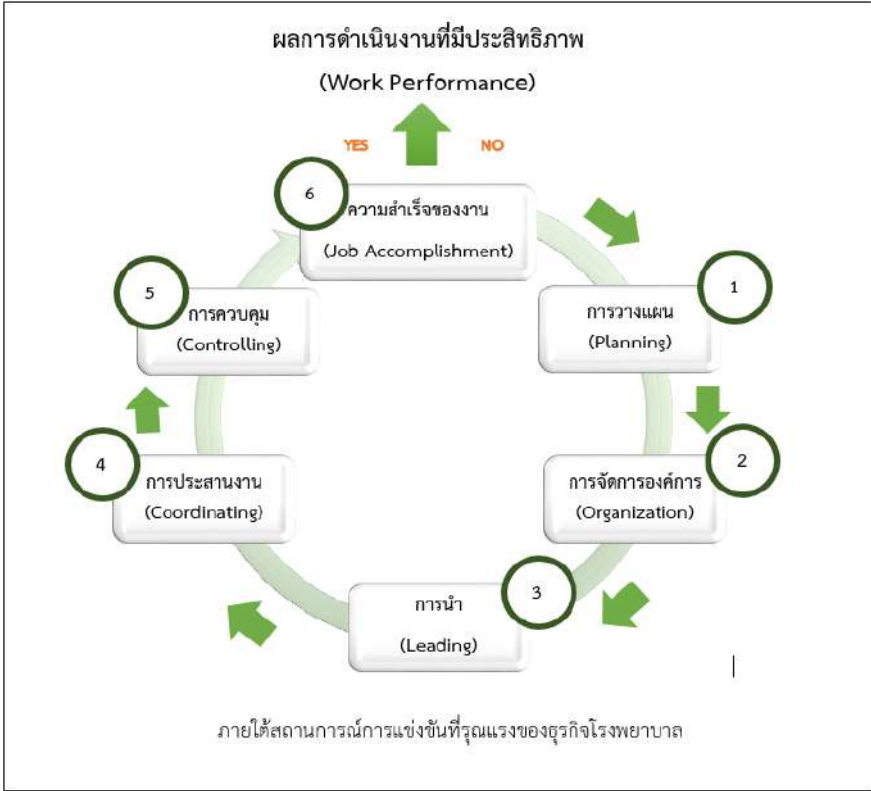 ผลการดำเนินงานที่มีประสิทธิภาพ
(Work Performance)
YES
NO
6
ความสำเร็จของงาน
(Job Accomplishment)
1
การวางแผน
(Planning)
2
การจัดการองค์การ
(Organization)
3
การนำ
(Leading)
4
การประสานงาน
(Coordinating)
5
การควบคุม
(Controlling)
ภายใต้สถานการณ์การแข่งขันที่รุณแรงของธุรกิจโรงพยาบาล